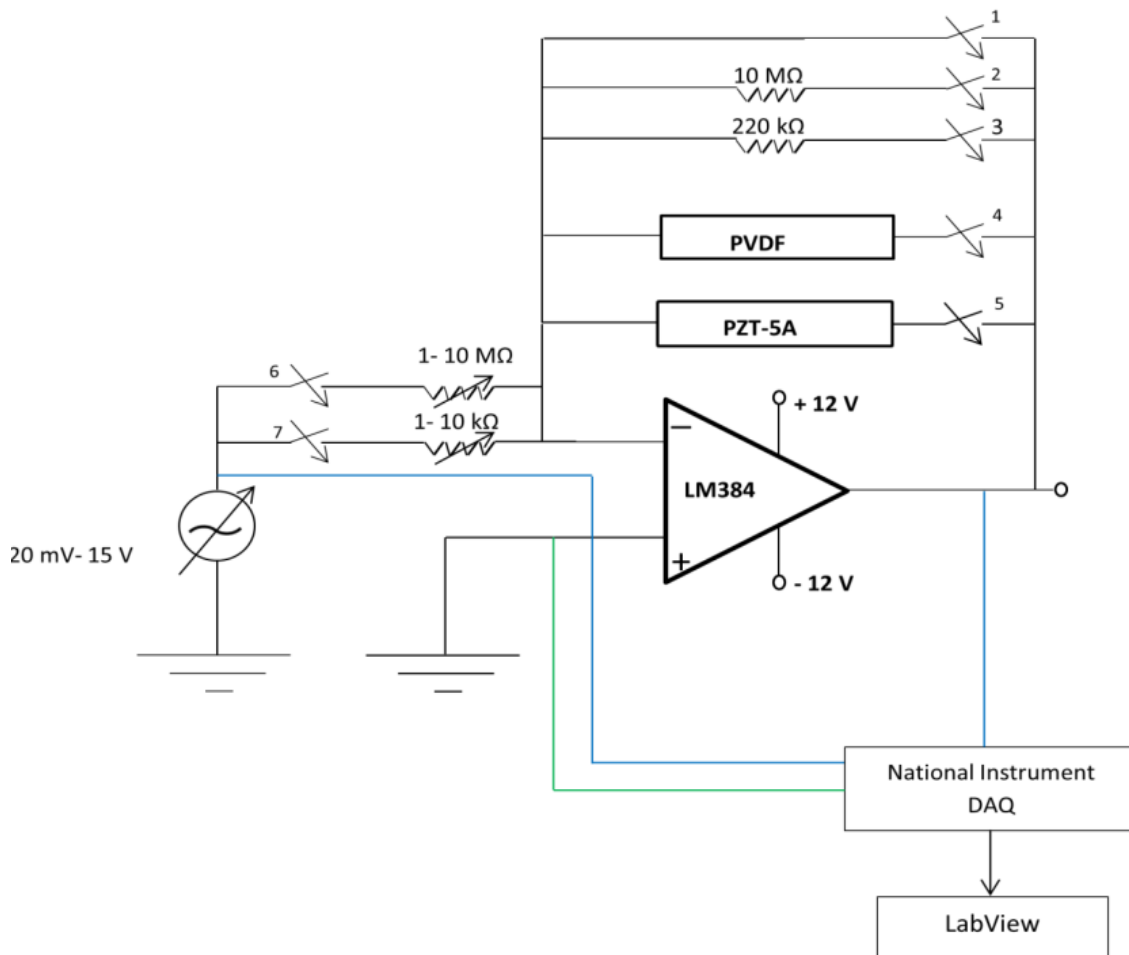 1
10 MΩ
2
220 kΩ
3
4
PVDF
5
PZT-5A
6
1- 10 MΩ
7
1- 10 kΩ
+ 12 V
−
LM384
20 mV- 15 V
+
- 12 V
National Instrument
DAQ
LabView